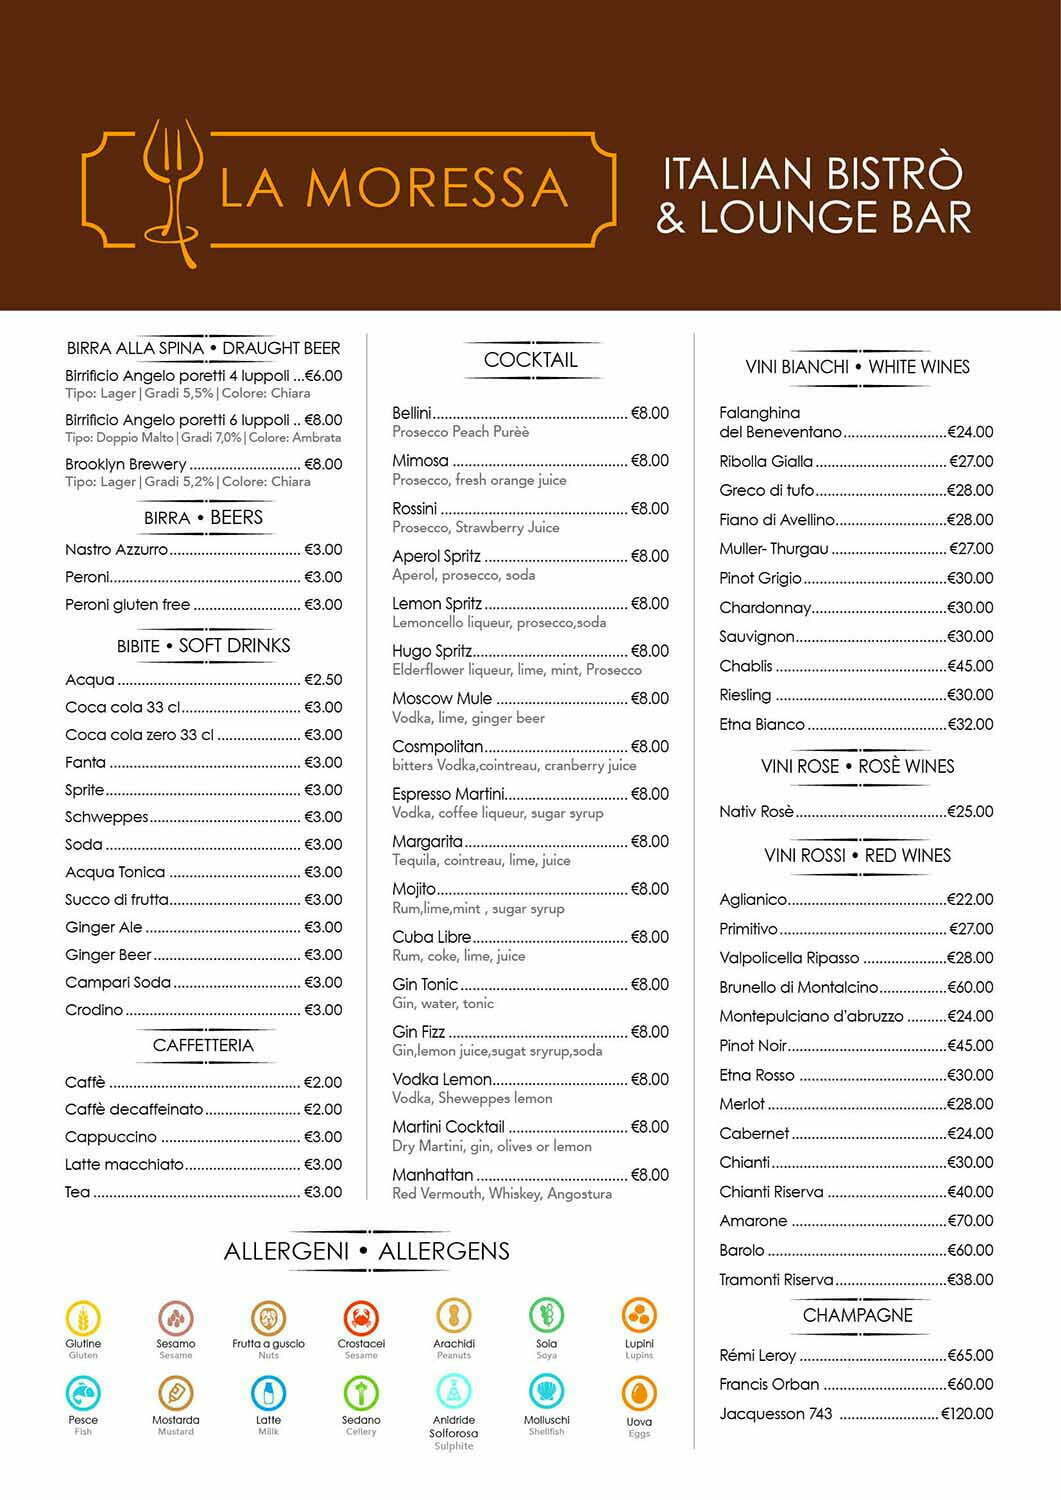 LA MORESSA
ITALIAN BISTRÒ
& LOUNGE BAR
BIRRA ALLA SPINA • DRAUGHT BEER
Birrificio Angelo poretti 4 luppoli ...€6.00
Tipo: Lager | Gradi 5,5% | Colore: Chiara
Birrificio Angelo poretti 6 luppoli .. €8.00
Tipo: Doppio Malto | Gradi 7,0% | Colore: Ambrata
Brooklyn Brewery ............................ €8.00
Tipo: Lager | Gradi 5,2% | Colore: Chiara
BIRRA • BEERS
Nastro Azzurro................................. €3.00
Peroni................................................ €3.00
Peroni gluten free ........................... €3.00
BIBITE • SOFT DRINKS
Acqua .............................................. €2.50
Coca cola 33 cl.............................. €3.00
Coca cola zero 33 cl ..................... €3.00
Fanta ................................................ €3.00
Sprite................................................. €3.00
Schweppes...................................... €3.00
Soda ................................................. €3.00
Acqua Tonica ................................. €3.00
Succo di frutta................................. €3.00
Ginger Ale ....................................... €3.00
Ginger Beer ..................................... €3.00
Campari Soda ................................ €3.00
Crodino ............................................ €3.00
CAFFETTERIA
Caffè ................................................ €2.00
Caffè decaffeinato........................ €2.00
Cappuccino ................................... €3.00
Latte macchiato............................. €3.00
Tea .................................................... €3.00
COCKTAIL
Bellini................................................. €8.00
Prosecco Peach Purèè
Mimosa ............................................ €8.00
Prosecco, fresh orange juice
Rossini ............................................... €8.00
Prosecco, Strawberry Juice
Aperol Spritz .................................... €8.00
Aperol, prosecco, soda
Lemon Spritz .................................... €8.00
Lemoncello liqueur, prosecco,soda
Hugo Spritz....................................... €8.00
Elderflower liqueur, lime, mint, Prosecco
Moscow Mule ................................. €8.00
Vodka, lime, ginger beer
Cosmpolitan.................................... €8.00
bitters Vodka,cointreau, cranberry juice
Espresso Martini............................... €8.00
Vodka, coffee liqueur, sugar syrup
Margarita......................................... €8.00
Tequila, cointreau, lime, juice
Mojito................................................ €8.00
Rum,lime,mint , sugar syrup
Cuba Libre....................................... €8.00
Rum, coke, lime, juice
Gin Tonic .......................................... €8.00
Gin, water, tonic
Gin Fizz ............................................. €8.00
Gin,lemon juice,sugat sryrup,soda
Vodka Lemon.................................. €8.00
Vodka, Sheweppes lemon
Martini Cocktail .............................. €8.00
Dry Martini, gin, olives or lemon
Manhattan ...................................... €8.00
Red Vermouth, Whiskey, Angostura
VINI BIANCHI • WHITE WINES
Falanghina
del Beneventano..........................€24.00
Ribolla Gialla ................................. €27.00
Greco di tufo.................................€28.00
Fiano di Avellino............................€28.00
Muller- Thurgau ............................. €27.00
Pinot Grigio ....................................€30.00
Chardonnay..................................€30.00
Sauvignon......................................€30.00
Chablis ...........................................€45.00
Riesling ...........................................€30.00
Etna Bianco ...................................€32.00
VINI ROSE • ROSÈ WINES
Nativ Rosè ......................................€25.00
VINI ROSSI • RED WINES
Aglianico........................................€22.00
Primitivo .......................................... €27.00
Valpolicella Ripasso .....................€28.00
Brunello di Montalcino.................€60.00
Montepulciano d'abruzzo ..........€24.00
Pinot Noir........................................€45.00
Etna Rosso .....................................€30.00
Merlot .............................................€28.00
Cabernet .......................................€24.00
Chianti............................................€30.00
Chianti Riserva ..............................€40.00
Amarone .......................................€70.00
Barolo .............................................€60.00
Tramonti Riserva............................€38.00
CHAMPAGNE
Rémi Leroy .....................................€65.00
Francis Orban ...............................€60.00
Jacquesson 743 ......................... €120.00
ALLERGENI • ALLERGENS
Glutine
Gluten
Sesamo
Sesame
Frutta a guscio
Nuts
Crostacei
Sesame
Arachidi
Peanuts
Soia
Soya
Lupini
Lupins
Pesce
Fish
Mostarda
Mustard
Latte
Milk
Sedano
Cellery
Anidride
Solforosa
Sulphite
Molluschi
Shellfish
Uova
Eggs